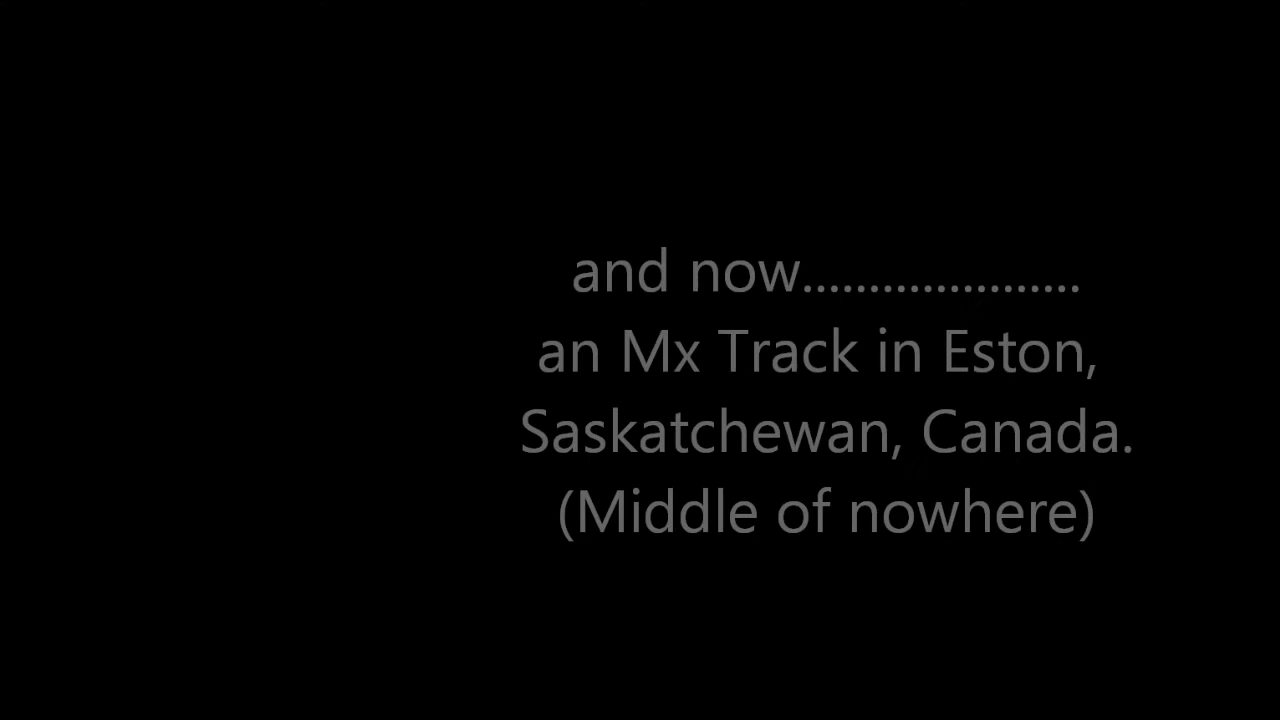 and now.....................
an Mx Track in Eston,
Saskatchewan, Canada.
(Middle of nowhere)